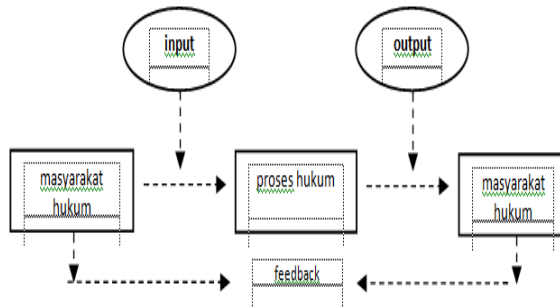 input
output
masyarakat
hukum
proses hukum
masyarakat
hukum
feedback